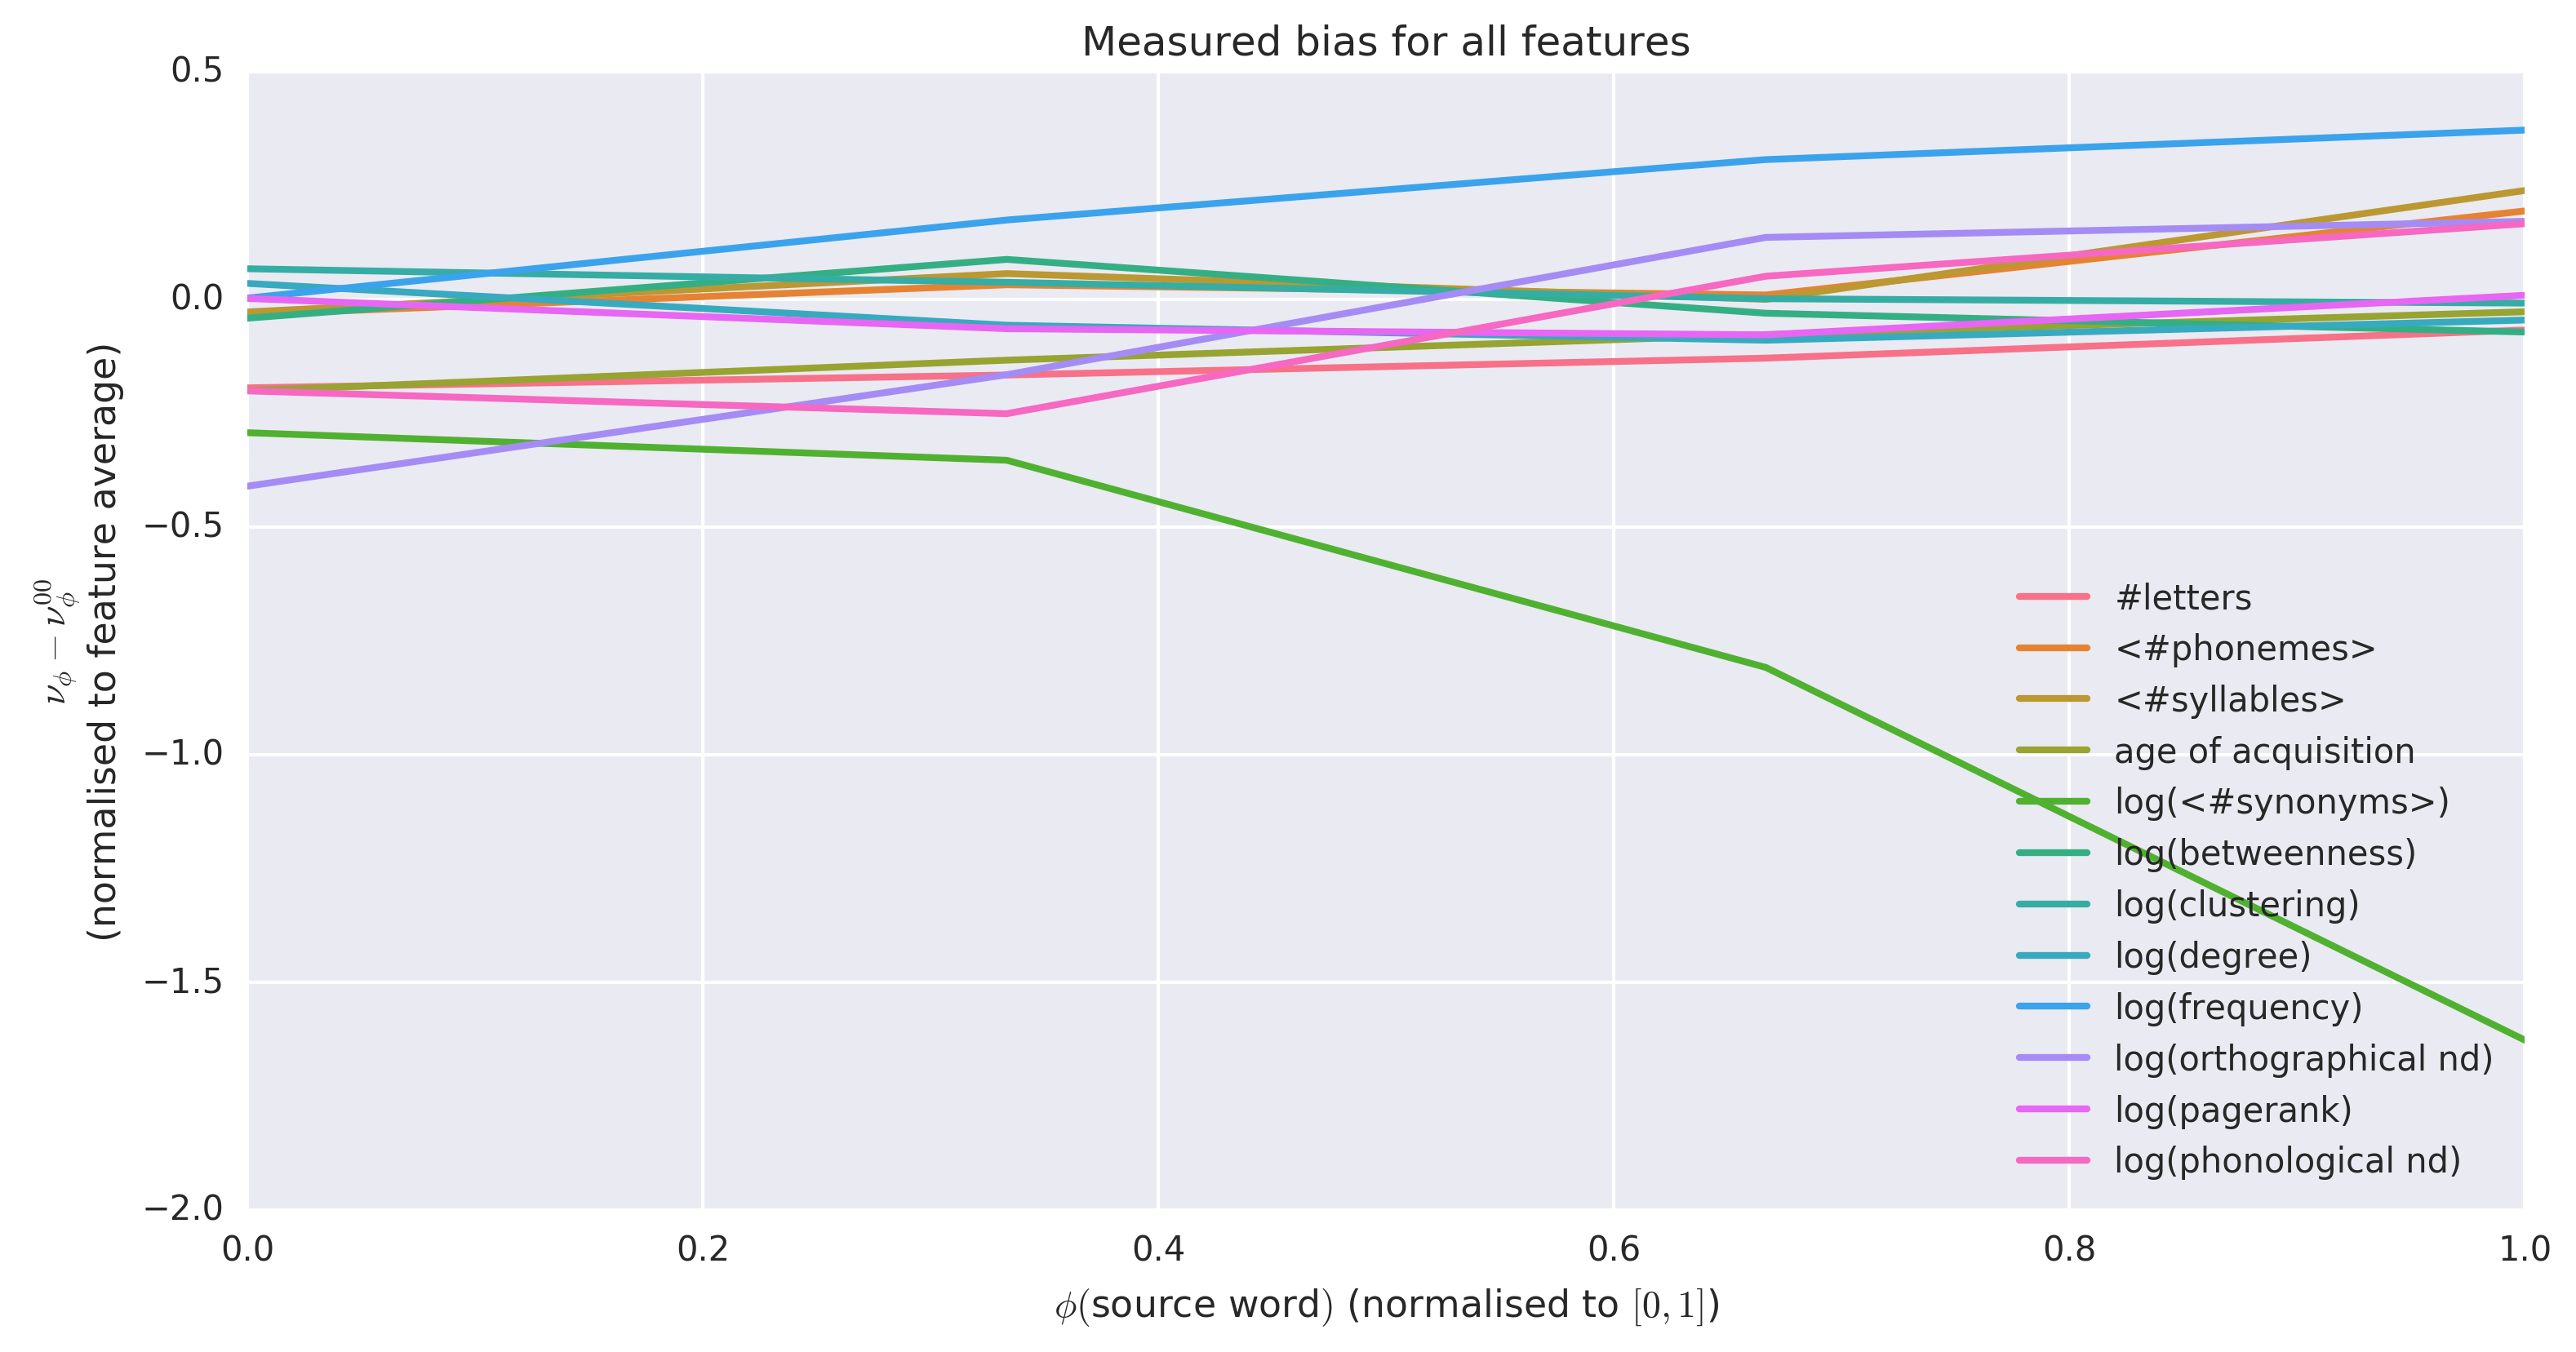 Measured bias for all features
0.5
0.0
−0.5
−1.0
−1.5
−2.0
ν_ϕ − ν_ϕ^00
(normalised to feature average)
#letters
<#phonemes>
<#syllables>
age of acquisition
log(<#synonyms>)
log(betweenness)
log(clustering)
log(degree)
log(frequency)
log(orthographical nd)
log(pagerank)
log(phonological nd)
0.0 0.2 0.4 0.6 0.8 1.0
ϕ(source word) (normalised to [0, 1])